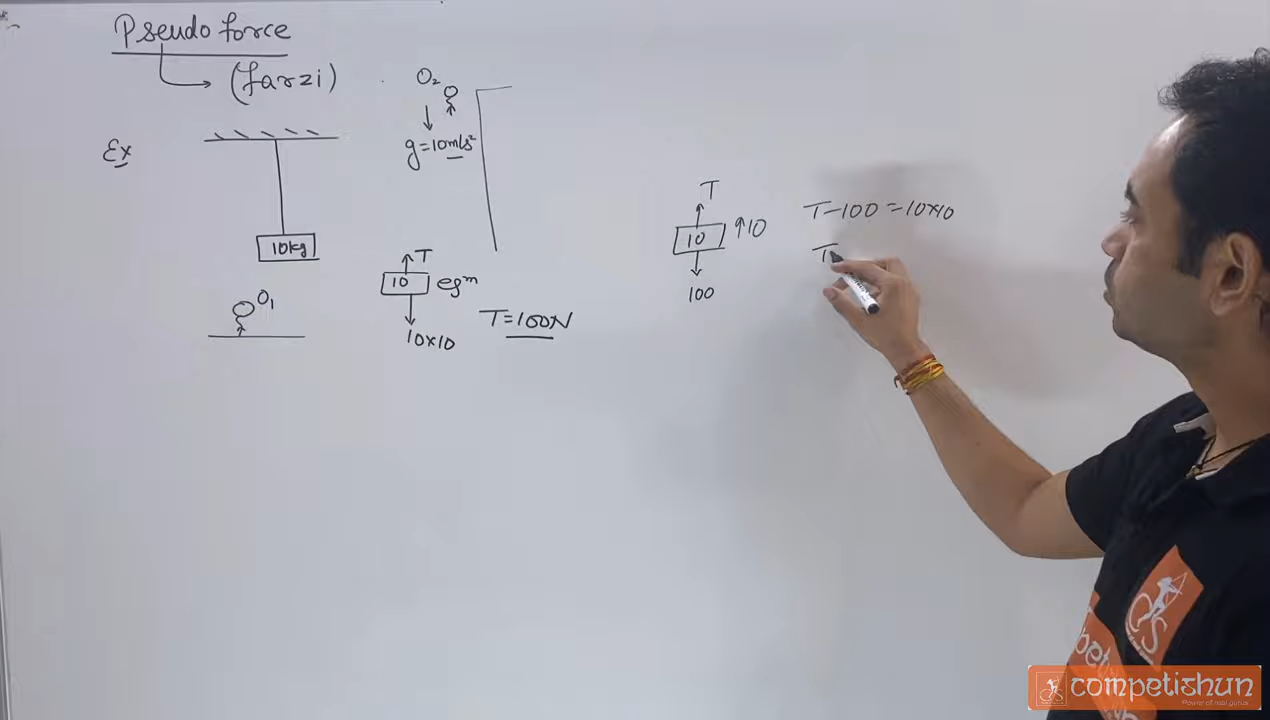 Pseudo force
(farzi)
Ex
10kg
O1
O2
g=10m/s²
T
10 eqm
10×10
T=100N
T
10 ↑10
100
T-100=10×10
T
competishun